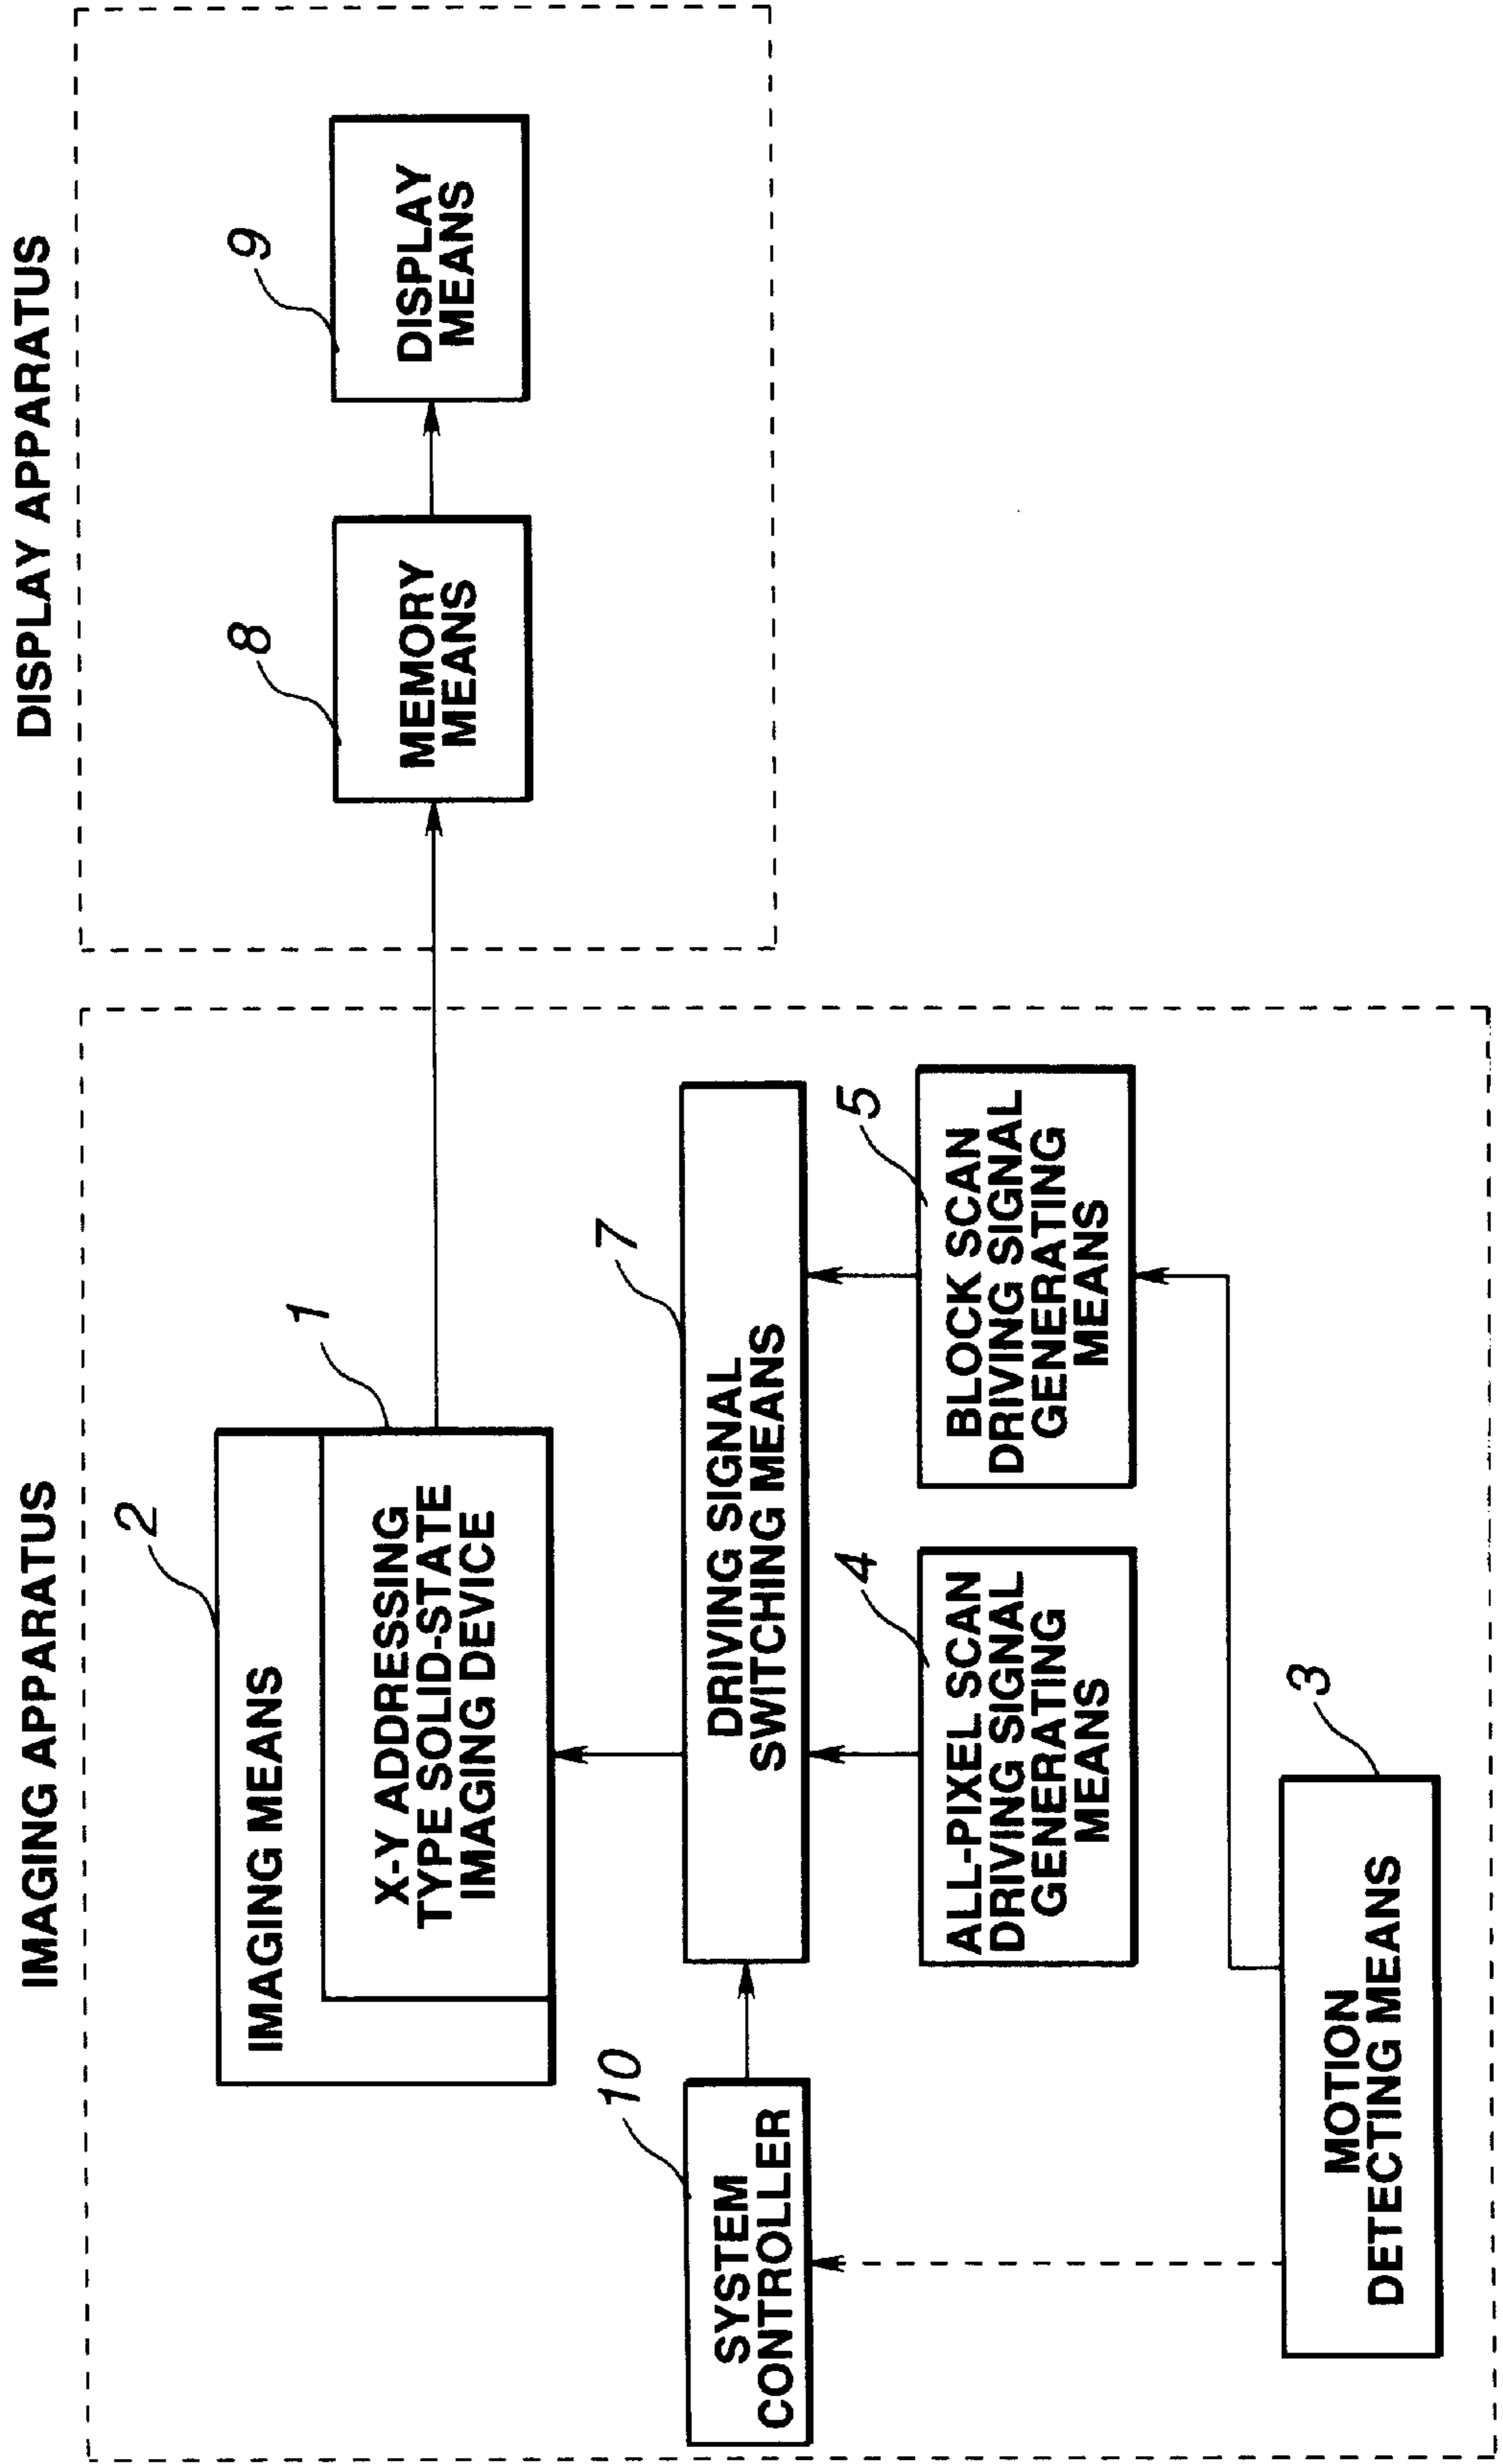 IMAGING APPARATUS
DISPLAY APPARATUS
2
IMAGING MEANS
1
X-Y ADDRESSING
TYPE SOLID-STATE
IMAGING DEVICE
8
MEMORY
MEANS
9
DISPLAY
MEANS
10
SYSTEM
CONTROLLER
7
DRIVING SIGNAL
SWITCHING MEANS
4
ALL-PIXEL SCAN
DRIVING SIGNAL
GENERATING
MEANS
5
BLOCK SCAN
DRIVING SIGNAL
GENERATING
MEANS
3
MOTION
DETECTING MEANS